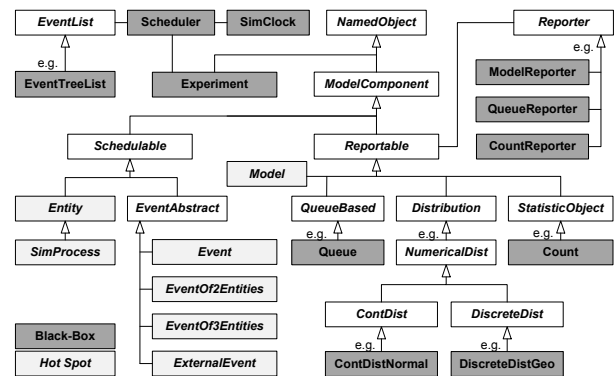 EventList
Scheduler
SimClock
NamedObject
Reporter
e.g.
e.g.
EventTreeList
Experiment
ModelComponent
ModelReporter
QueueReporter
CountReporter
Schedulable
Reportable
Model
Entity
EventAbstract
QueueBased
Distribution
StatisticObject
e.g.
e.g.
e.g.
SimProcess
Event
Queue
NumericalDist
Count
EventOf2Entities
EventOf3Entities
ContDist
DiscreteDist
Black-Box
e.g.
e.g.
Hot Spot
ExternalEvent
ContDistNormal
DiscreteDistGeo